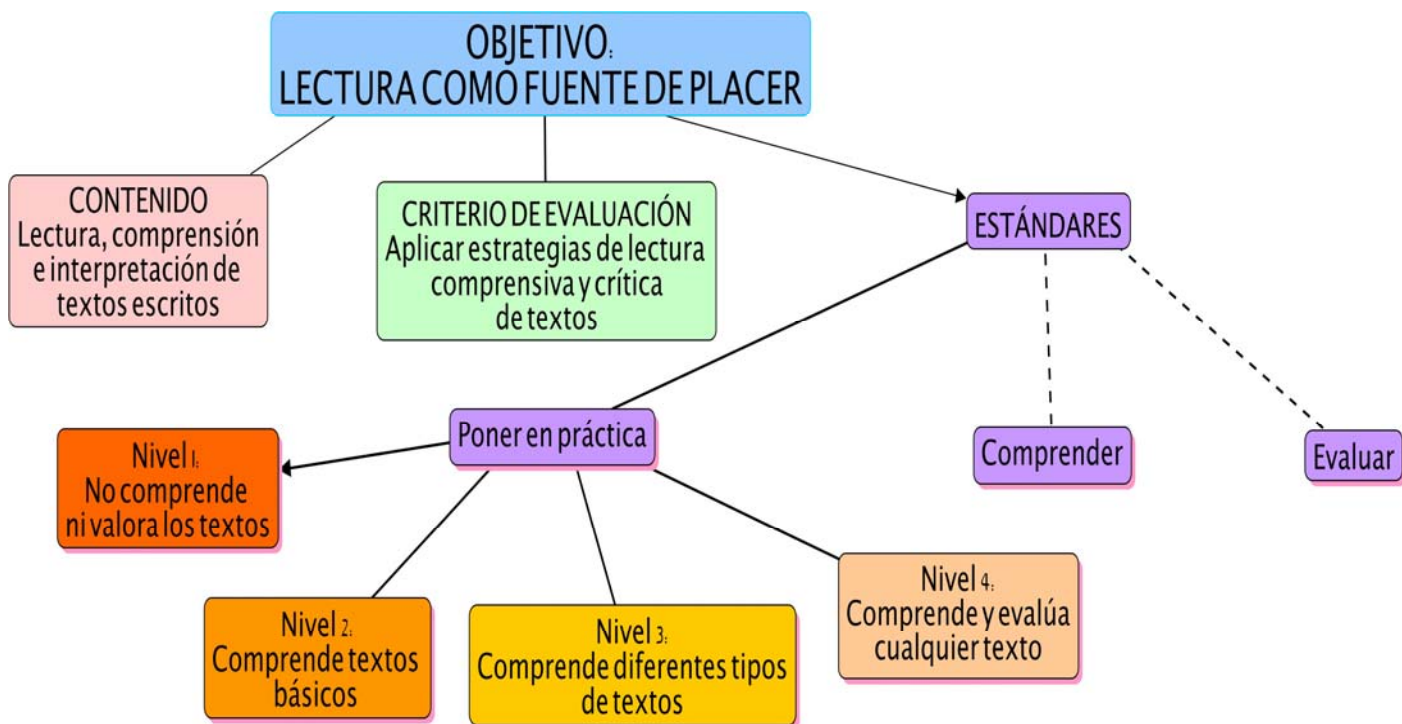 OBJETIVO:
LECTURA COMO FUENTE DE PLACER
CONTENIDO
Lectura, comprensión
e interpretación de
textos escritos
CRITERIO DE EVALUACIÓN
Aplicar estrategias de lectura
comprensiva y crítica
de textos
ESTÁNDARES
Poner en práctica
Comprender
Evaluar
Nivel 1:
No comprende
ni valora los textos
Nivel 2:
Comprende textos
básicos
Nivel 3:
Comprende diferentes tipos
de textos
Nivel 4:
Comprende y evalúa
cualquier texto